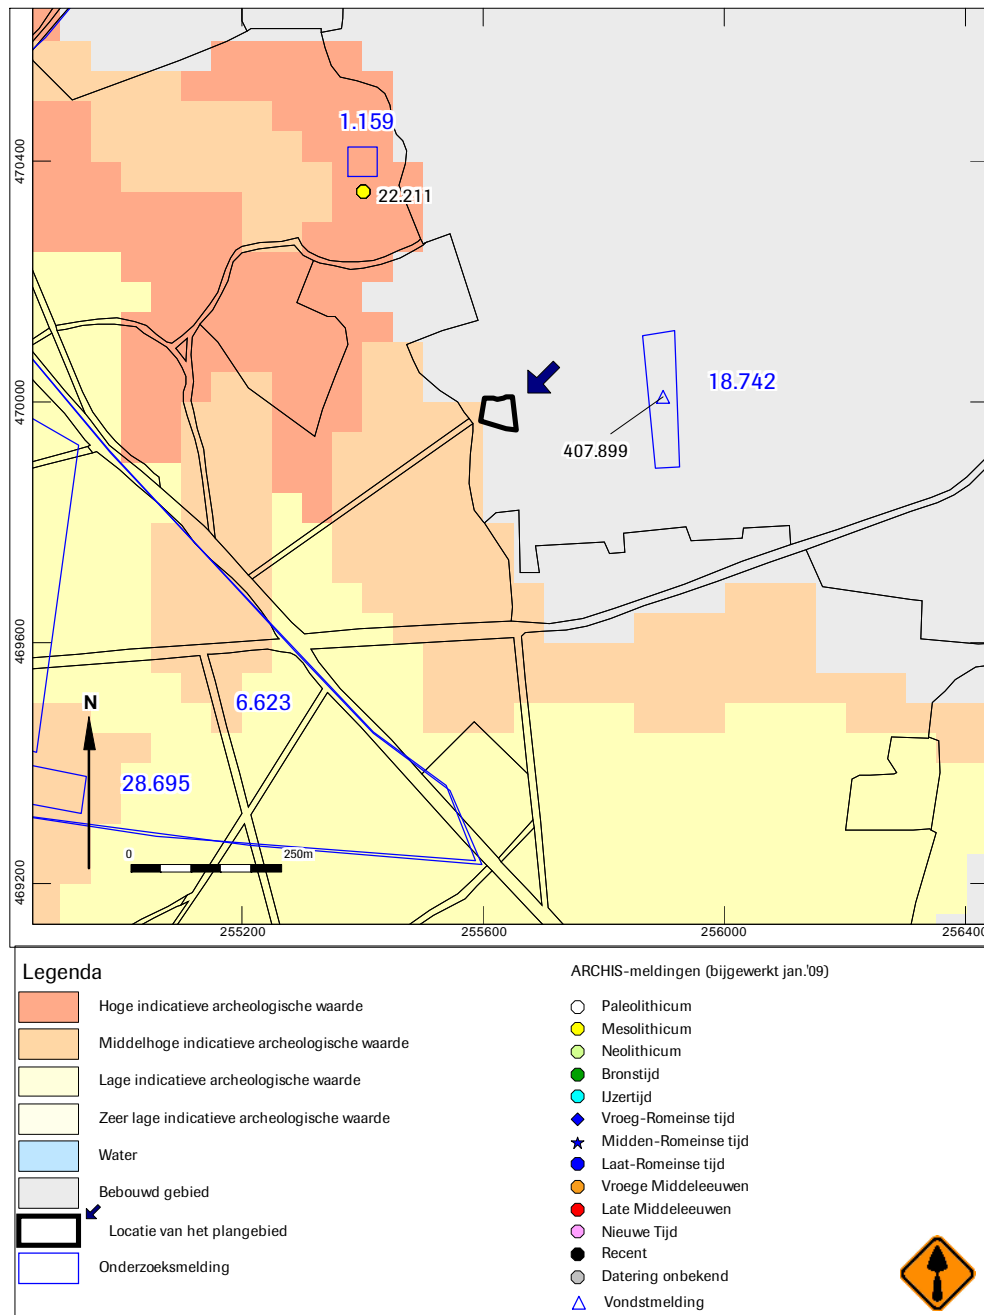 1.159
470400
22.211
18.742
470000
407.899
469600
6.623
N
28.695
0
250m
469200
255200
255600
256000
256400
Legenda
Hoge indicatieve archeologische waarde
Middelhoge indicatieve archeologische waarde
Lage indicatieve archeologische waarde
Zeer lage indicatieve archeologische waarde
Water
Bebouwd gebied
Locatie van het plangebied
Onderzoeksmelding
ARCHIS-meldingen (bijgewerkt jan.'09)
Paleolithicum
Mesolithicum
Neolithicum
Bronstijd
IJzertijd
Vroeg-Romeinse tijd
Midden-Romeinse tijd
Laat-Romeinse tijd
Vroege Middeleeuwen
Late Middeleeuwen
Nieuwe Tijd
Recent
Datering onbekend
Vondstmelding